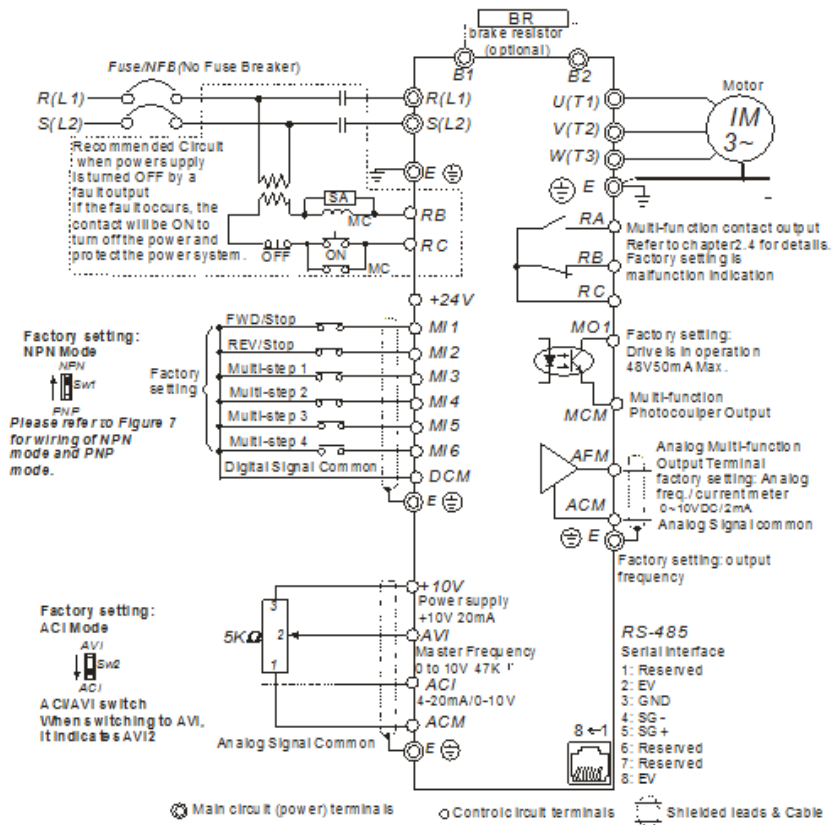 BR
brake resistor
(optional)
B1
B2
Fuse/NFB(No Fuse Breaker)
R(L1)
S(L2)
R(L1)
S(L2)
E
Recommended Circuit
when power supply
is turned OFF by a
fault output
If the fault occurs, the
contact will be ON to
turn off the power and
protect the power system.
SA
MC
OFF
ON
MC
RB
RC
Motor
U(T1)
V(T2)
W(T3)
IM
3~
E
RA
RB
RC
Multi-function contact output
Refer to chapter2.4 for details.
Factory setting is
malfunction indication
+24V
Factory setting:
NPN Mode
NPN
Sw1
PNP
Please refer to Figure 7
for wiring of NPN
mode and PNP
mode.
Factory
setting
FWD/Stop
REV/Stop
Multi-step 1
Multi-step 2
Multi-step 3
Multi-step 4
Digital Signal Common
MI1
MI2
MI3
MI4
MI5
MI6
DCM
E
MO1
Factory setting:
Drive is in operation
48V50mA Max.
MCM
Multi-function
Photocoulper Output
AFM
ACM
E
Analog Multi-function
Output Terminal
factory setting: Analog
freq./ current meter
0~10VDC/2mA
Analog Signal common
Factory setting: output
frequency
Factory setting:
ACI Mode
AVI
Sw2
ACI
ACI/AVI switch
When switching to AVI,
it indicates AVI2
5KΩ
3
2
1
+10V
Power supply
+10V 20mA
AVI
Master Frequency
0 to 10V 47K
ACI
4-20mA/0-10V
ACM
Analog Signal Common
E
RS-485
Serial Interface
1: Reserved
2: EV
3: GND
4: SG-
5: SG+
6: Reserved
7: Reserved
8: EV
8←1
Main circuit (power) terminals
Control circuit terminals
Shielded leads & Cable